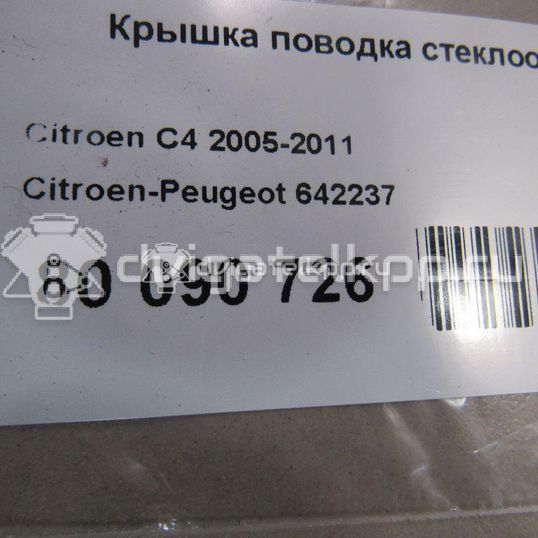 Крышка поводка стеклоо
Citroen C4 2005-2011
Citroen-Peugeot 642237
80 090 726